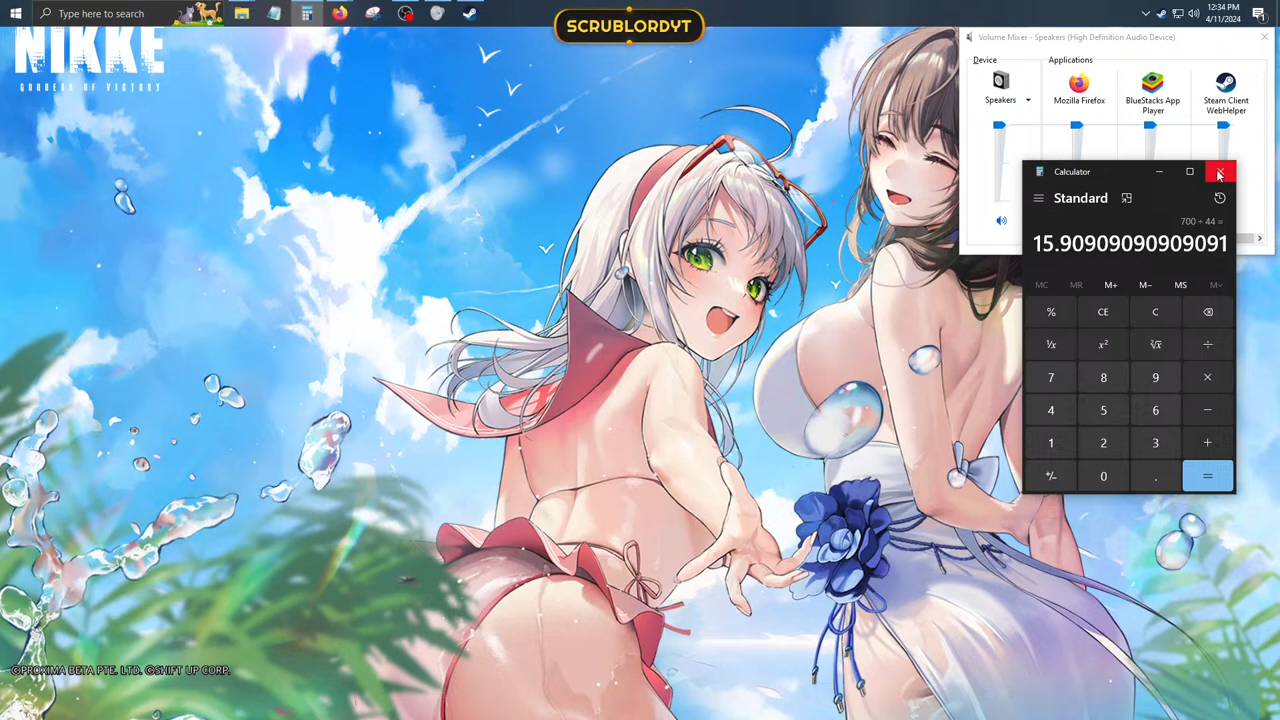 Type here to search
SCRUBLORDYT
12:34 PM
4/11/2024
1
NIKKE
GODDESS OF VICTORY
Volume Mixer - Speakers (High Definition Audio Device)
Device
Applications
Speakers
Mozilla Firefox
BlueStacks App
Player
Steam Client
WebHelper
Calculator
Standard
700 ÷ 44 =
15.90909090909091
MC MR M+ M− MS M˅
% CE C
¹/x x² ²√x ÷
7 8 9 ×
4 5 6 −
1 2 3 +
+/− 0 . =
©PROXIMA BETA PTE. LTD. ©SHIFT UP CORP.